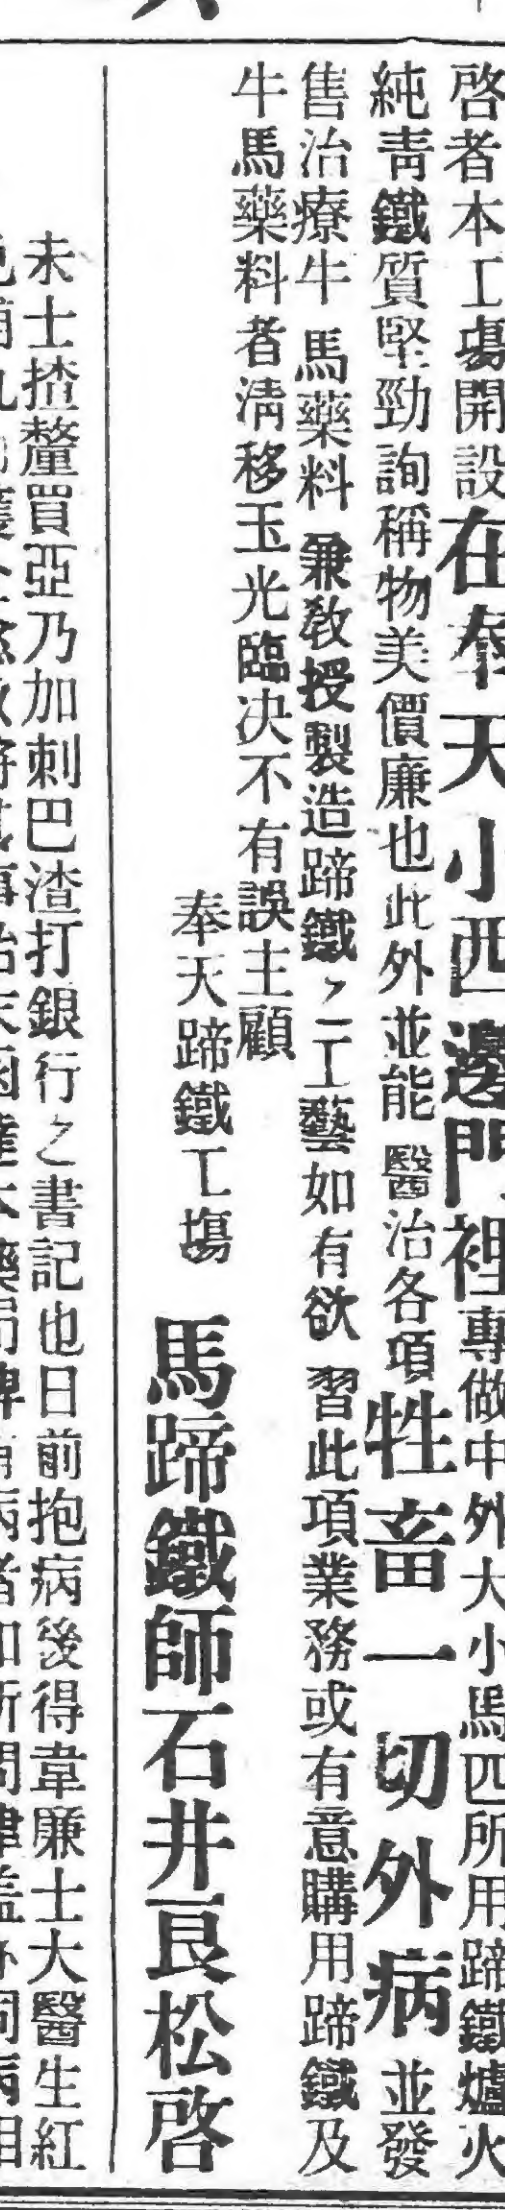 啓者本工塲開設在奉天小西邊門裡專做中外大小馬匹所用蹄鐵爐火
純靑鐵質堅勁詢稱物美價廉也此外並能醫治各項牲畜一切外病並發
售治療牛馬藥料兼敎授製造蹄鐵之工藝如有欲習此項業務或有意購用蹄鐵及
牛馬藥料者淸移玉光臨决不有誤主顧
奉天蹄鐵工塲 馬蹄鐵師石井良松啓
未士揸釐買亞乃加刺巴渣打銀行之書記也日前抱病後得韋廉士大醫生紅